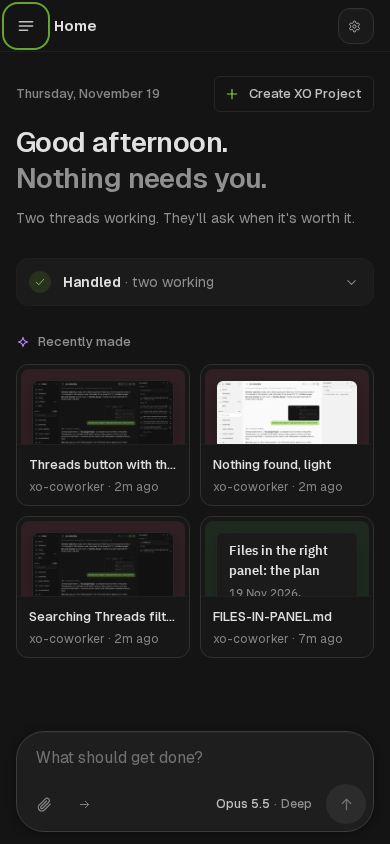 Home
Thursday, November 19
Create XO Project
Good afternoon.
Nothing needs you.
Two threads working. They'll ask when it's worth it.
Handled · two working
Recently made
Threads button with th...
xo-coworker · 2m ago
Nothing found, light
xo-coworker · 2m ago
Searching Threads filt...
xo-coworker · 2m ago
Files in the right
panel: the plan
19 Nov 2026.
FILES-IN-PANEL.md
xo-coworker · 7m ago
What should get done?
Opus 5.5 · Deep